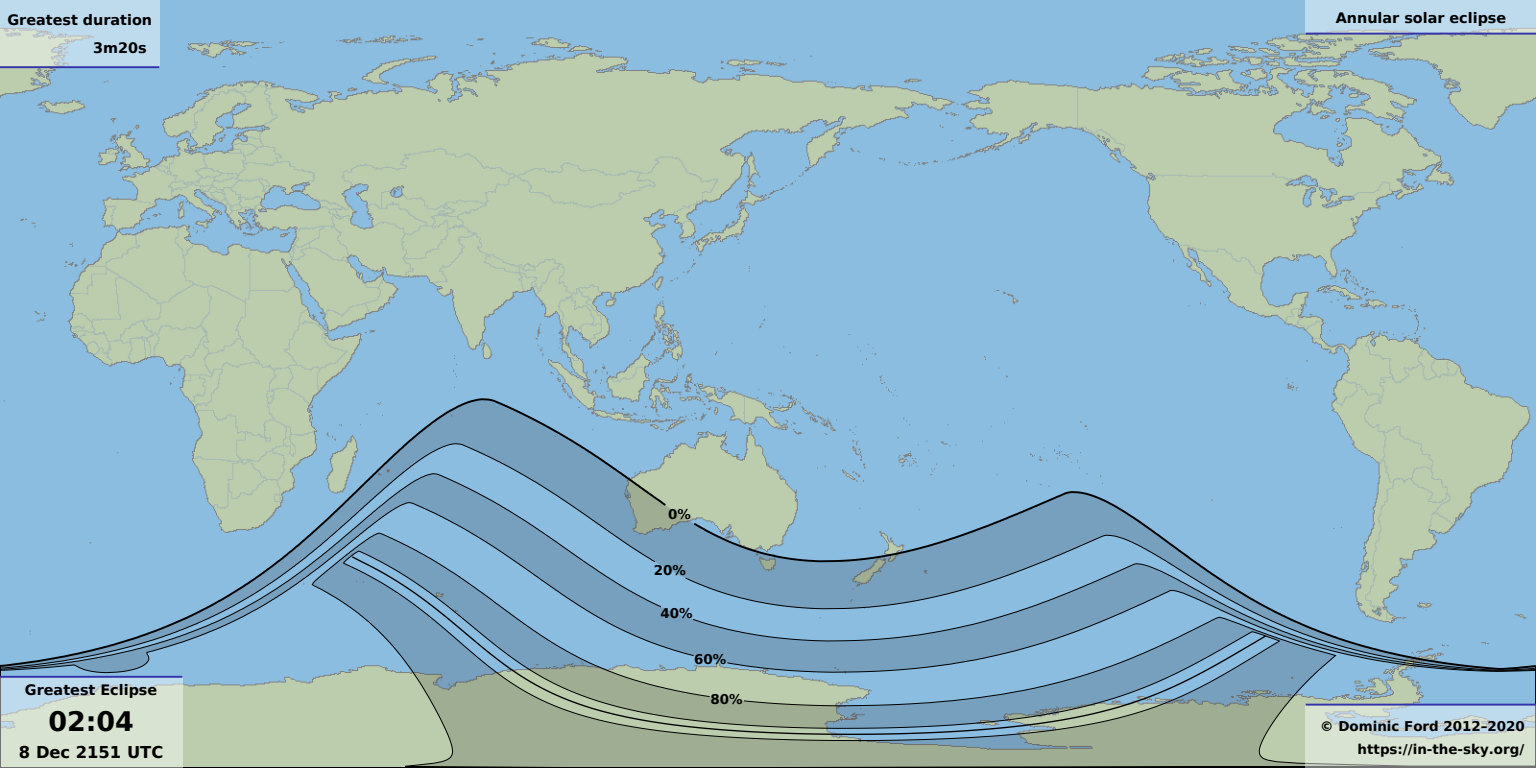 Greatest duration
3m20s
Annular solar eclipse
0%
20%
40%
60%
80%
Greatest Eclipse
02:04
8 Dec 2151 UTC
© Dominic Ford 2012-2020
https://in-the-sky.org/